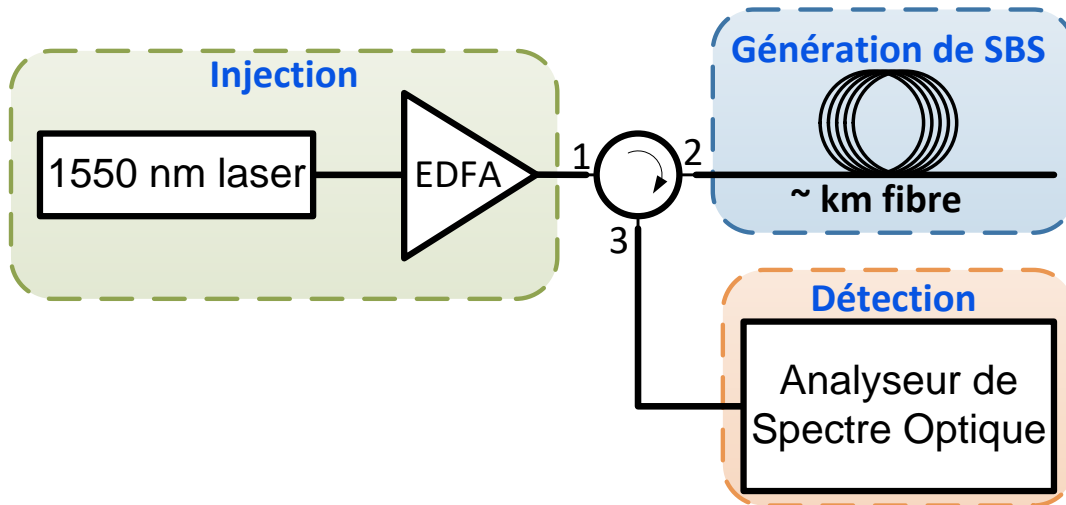 Injection
1550 nm laser
EDFA
1
2
3
Génération de SBS
~ km fibre
Détection
Analyseur de
Spectre Optique